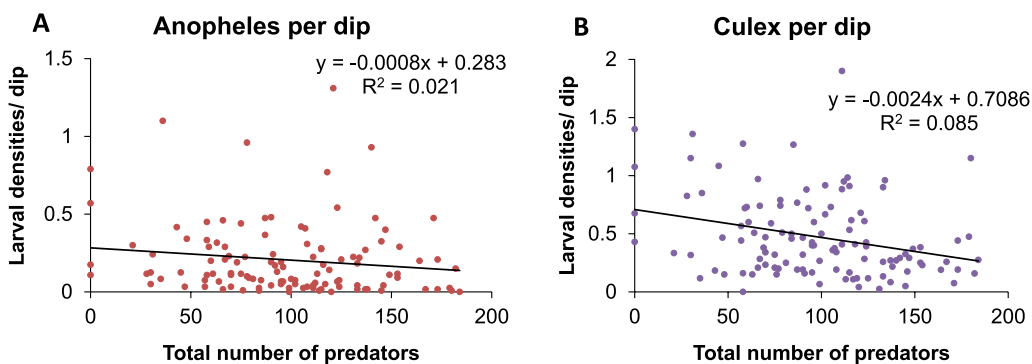 A
Anopheles per dip
y = -0.0008x + 0.283
R² = 0.021
Larval densities/ dip
1.5
1
0.5
0
0 50 100 150 200
Total number of predators
B
Culex per dip
y = -0.0024x + 0.7086
R² = 0.085
Larval densities/ dip
2
1.5
1
0.5
0
0 50 100 150 200
Total number of predators